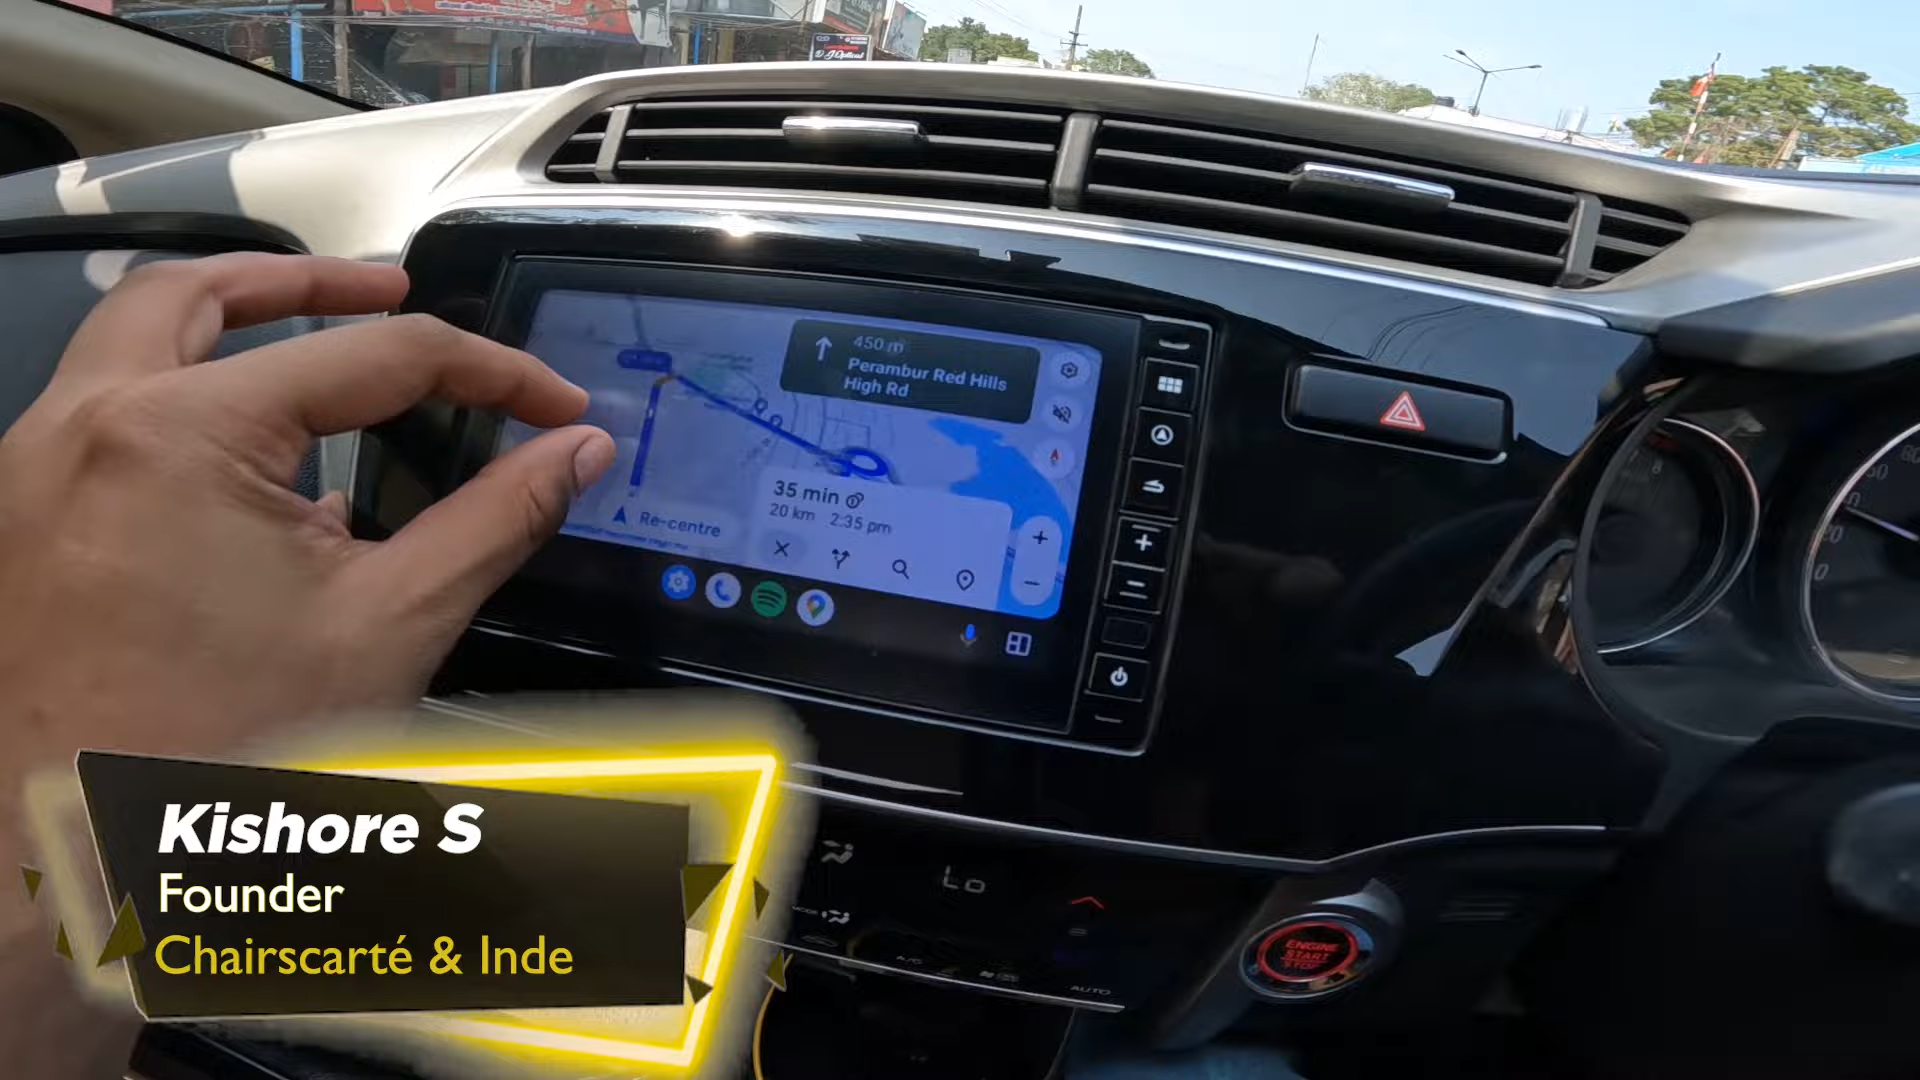 450 m
Perambur Red Hills
High Rd
35 min
20 km 2:35 pm
Re-centre
Lo
A/C
AUTO
ENGINE
START
STOP
Kishore S
Founder
Chairscarté & Inde